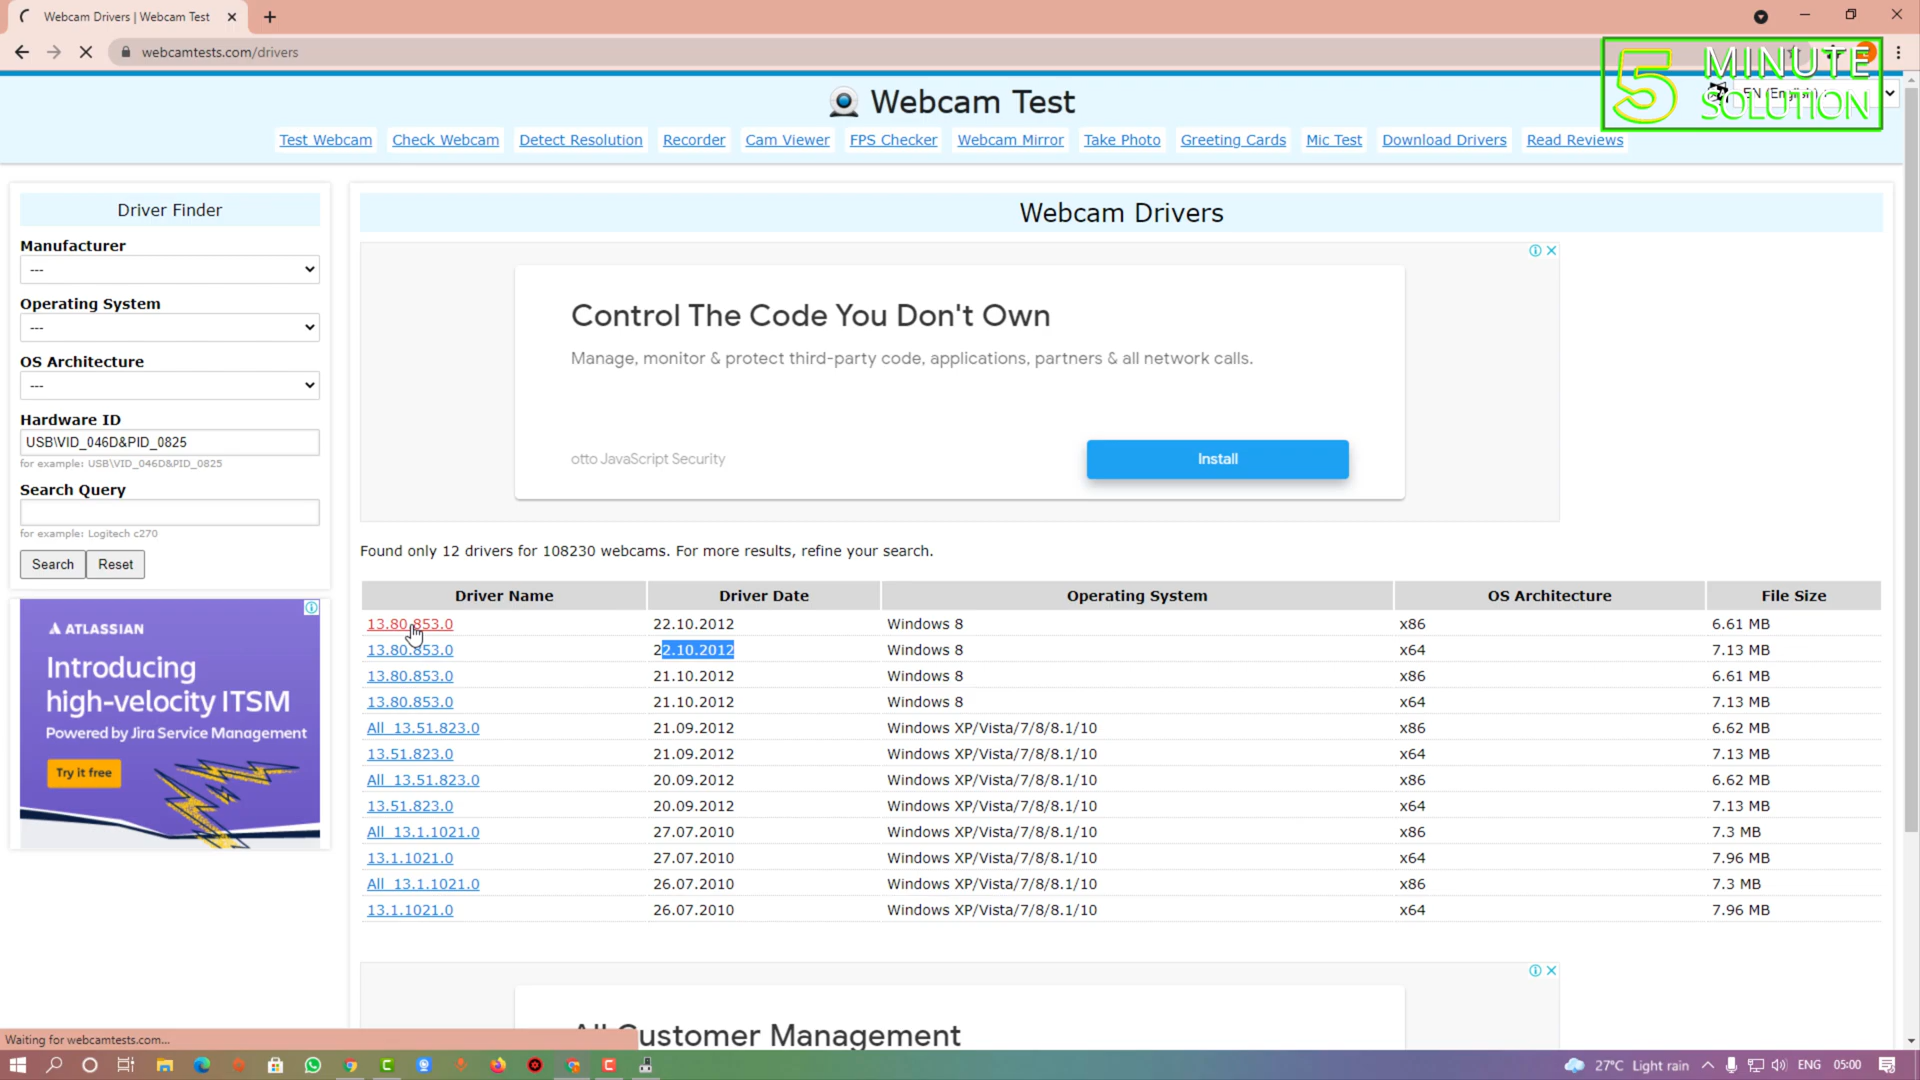 Webcam Drivers | Webcam Test
webcamtests.com/drivers
5 MINUTE SOLUTION
EN (English)
Webcam Test
Test Webcam Check Webcam Detect Resolution Recorder Cam Viewer FPS Checker Webcam Mirror Take Photo Greeting Cards Mic Test Download Drivers Read Reviews
Driver Finder
Manufacturer
---
Operating System
---
OS Architecture
---
Hardware ID
USB\VID_046D&PID_0825
for example: USB\VID_046D&PID_0825
Search Query
for example: Logitech c270
Search Reset
ATLASSIAN
Introducing
high-velocity ITSM
Powered by Jira Service Management
Try it free
Webcam Drivers
Control The Code You Don't Own
Manage, monitor & protect third-party code, applications, partners & all network calls.
otto JavaScript Security
Install
Found only 12 drivers for 108230 webcams. For more results, refine your search.
Driver Name Driver Date Operating System OS Architecture File Size
13.80.853.0 22.10.2012 Windows 8 x86 6.61 MB
13.80.853.0 22.10.2012 Windows 8 x64 7.13 MB
13.80.853.0 21.10.2012 Windows 8 x86 6.61 MB
13.80.853.0 21.10.2012 Windows 8 x64 7.13 MB
All_13.51.823.0 21.09.2012 Windows XP/Vista/7/8/8.1/10 x86 6.62 MB
13.51.823.0 21.09.2012 Windows XP/Vista/7/8/8.1/10 x64 7.13 MB
All_13.51.823.0 20.09.2012 Windows XP/Vista/7/8/8.1/10 x86 6.62 MB
13.51.823.0 20.09.2012 Windows XP/Vista/7/8/8.1/10 x64 7.13 MB
All_13.1.1021.0 27.07.2010 Windows XP/Vista/7/8/8.1/10 x86 7.3 MB
13.1.1021.0 27.07.2010 Windows XP/Vista/7/8/8.1/10 x64 7.96 MB
All_13.1.1021.0 26.07.2010 Windows XP/Vista/7/8/8.1/10 x86 7.3 MB
13.1.1021.0 26.07.2010 Windows XP/Vista/7/8/8.1/10 x64 7.96 MB
Customer Management
Waiting for webcamtests.com...
27°C Light rain ENG 05:00